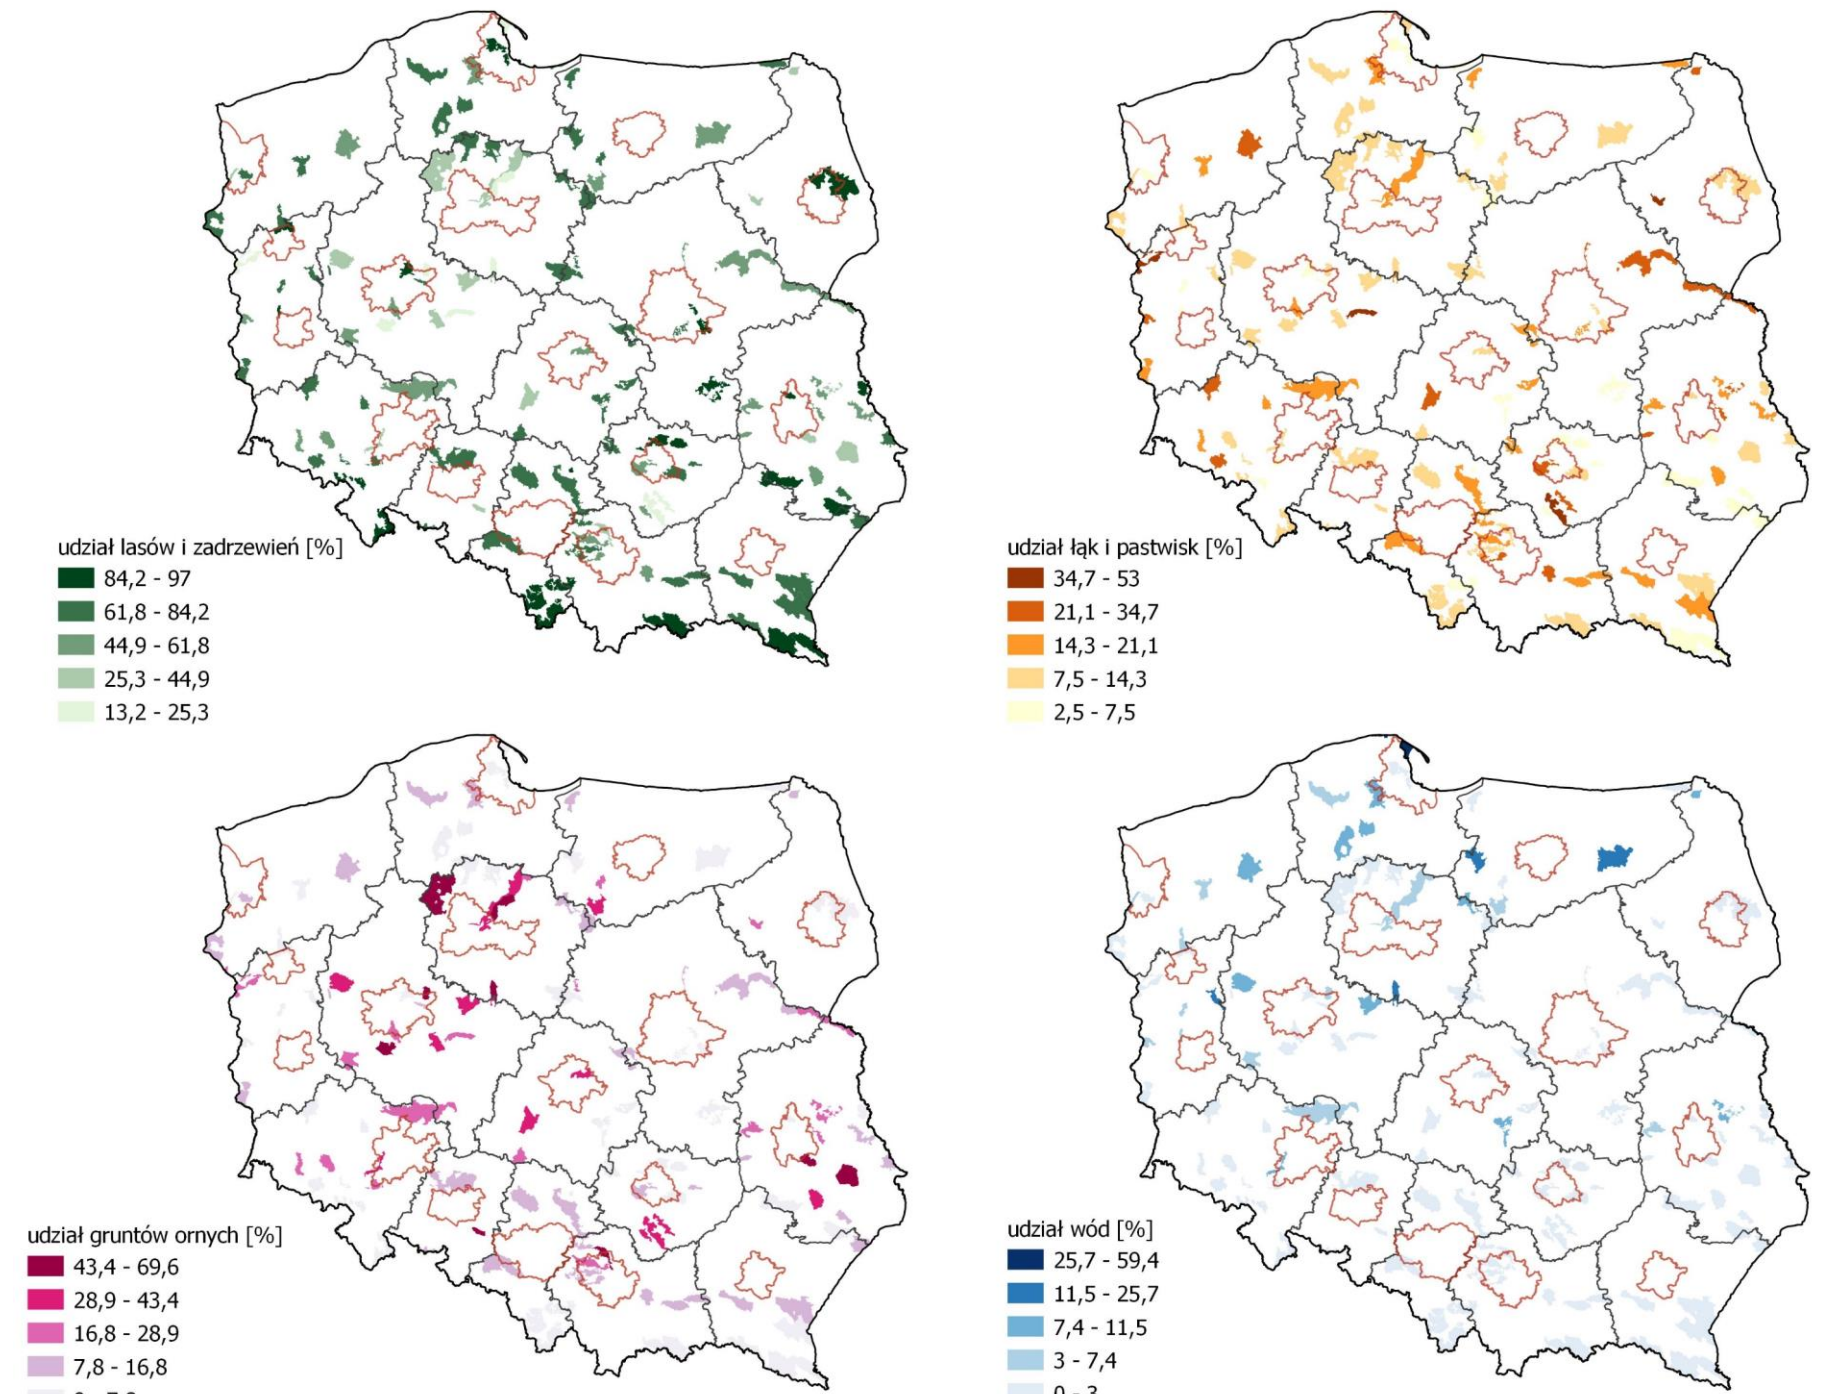 udział lasów i zadrzewień [%]
84,2 - 97
61,8 - 84,2
44,9 - 61,8
25,3 - 44,9
13,2 - 25,3
udział łąk i pastwisk [%]
34,7 - 53
21,1 - 34,7
14,3 - 21,1
7,5 - 14,3
2,5 - 7,5
udział gruntów ornych [%]
43,4 - 69,6
28,9 - 43,4
16,8 - 28,9
7,8 - 16,8
udział wód [%]
25,7 - 59,4
11,5 - 25,7
7,4 - 11,5
3 - 7,4
0 - 3